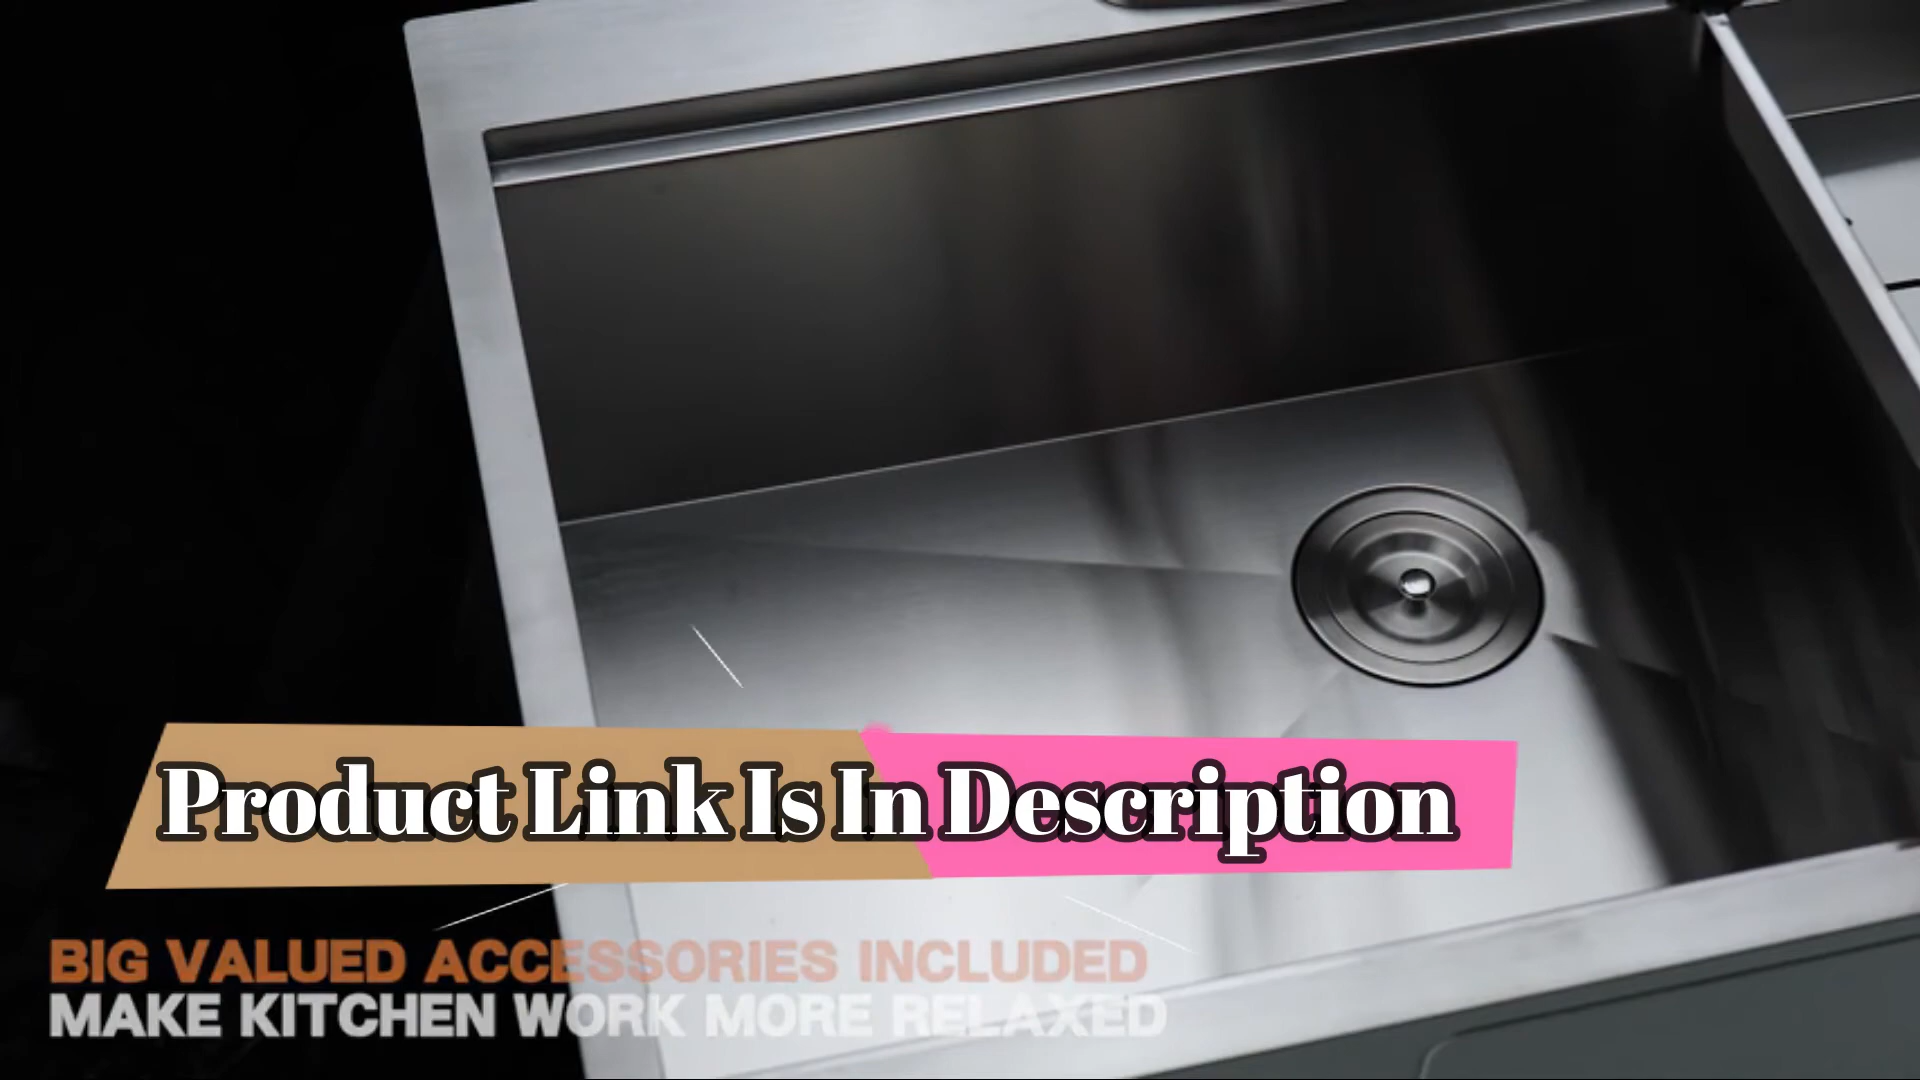 Product Link Is In Description
BIG VALUED ACCESSORIES INCLUDED
MAKE KITCHEN WORK MORE RELAXED